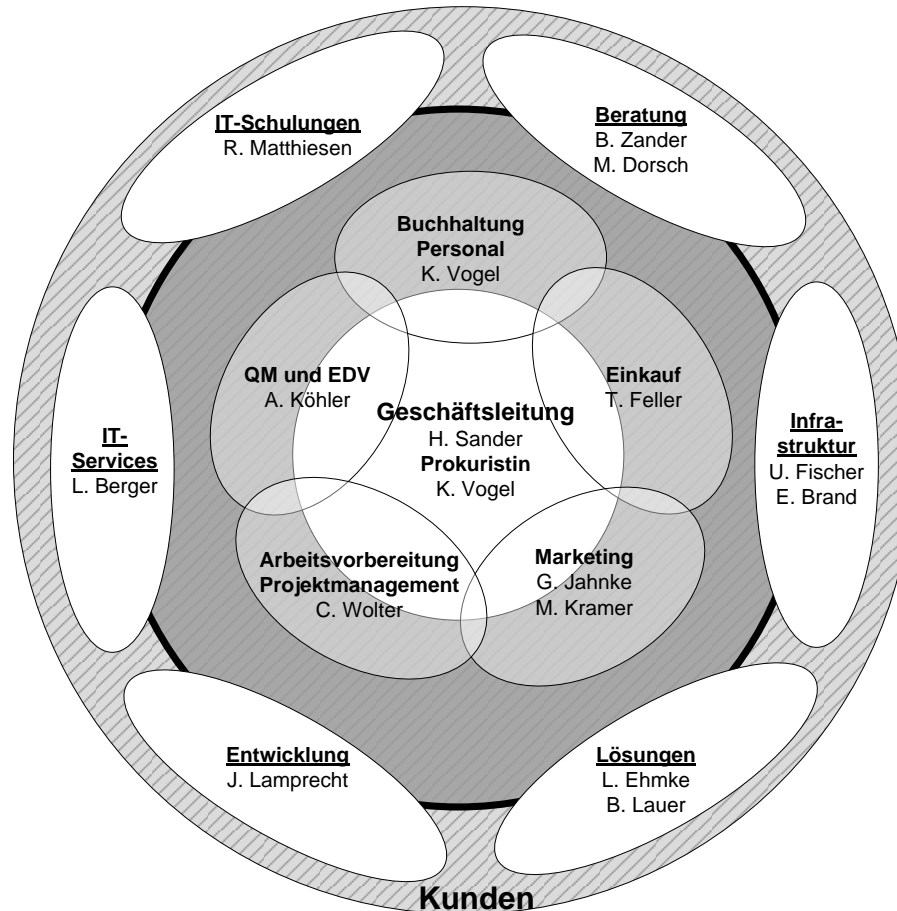 IT-Schulungen
R. Matthiesen
Beratung
B. Zander
M. Dorsch
Buchhaltung
Personal
K. Vogel
QM und EDV
A. Köhler
Einkauf
T. Feller
Geschäftsleitung
H. Sander
Prokuristin
K. Vogel
IT-
Services
L. Berger
Infra-
struktur
U. Fischer
E. Brand
Arbeitsvorbereitung
Projektmanagement
C. Wolter
Marketing
G. Jahnke
M. Kramer
Entwicklung
J. Lamprecht
Lösungen
L. Ehmke
B. Lauer
Kunden